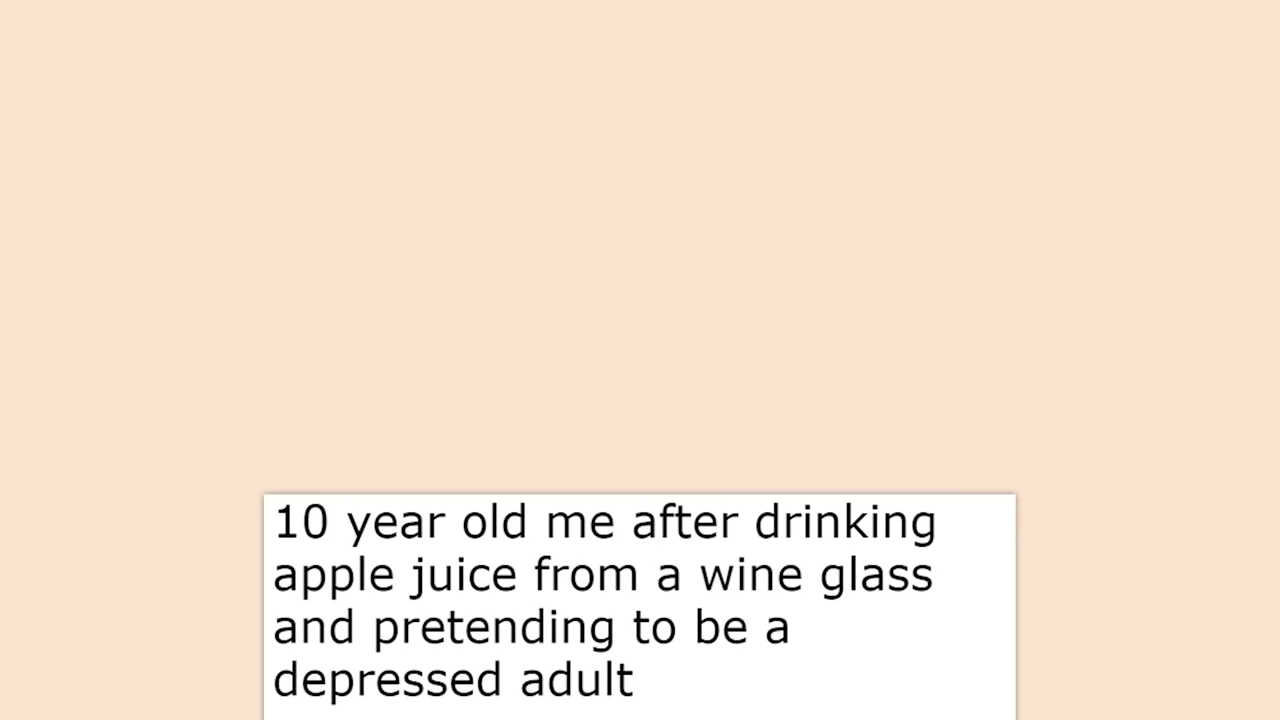 10 year old me after drinking
apple juice from a wine glass
and pretending to be a
depressed adult